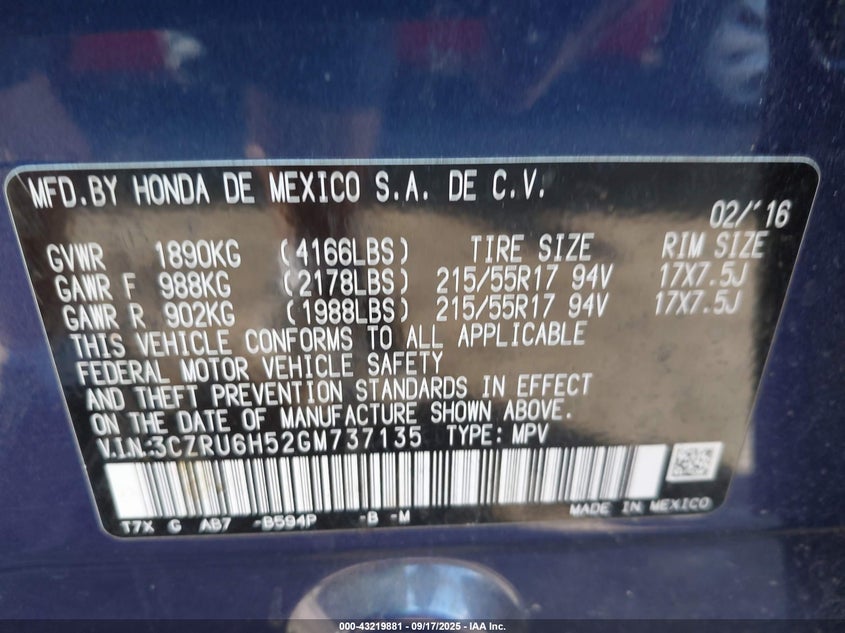 MFD.BY HONDA DE MEXICO S.A. DE C.V.
02/'16
GVWR 1890KG (4166LBS) TIRE SIZE RIM SIZE
GAWR F 988KG (2178LBS) 215/55R17 94V 17X7.5J
GAWR R 902KG (1988LBS) 215/55R17 94V 17X7.5J
THIS VEHICLE CONFORMS TO ALL APPLICABLE
FEDERAL MOTOR VEHICLE SAFETY
AND THEFT PREVENTION STANDARDS IN EFFECT
ON THE DATE OF MANUFACTURE SHOWN ABOVE.
V.I.N:3CZRU6H52GM737135 TYPE: MPV
T7X G AB7 -B594P -B -M MADE IN MEXICO
000-43219881 - 09/17/2025 - IAA Inc.